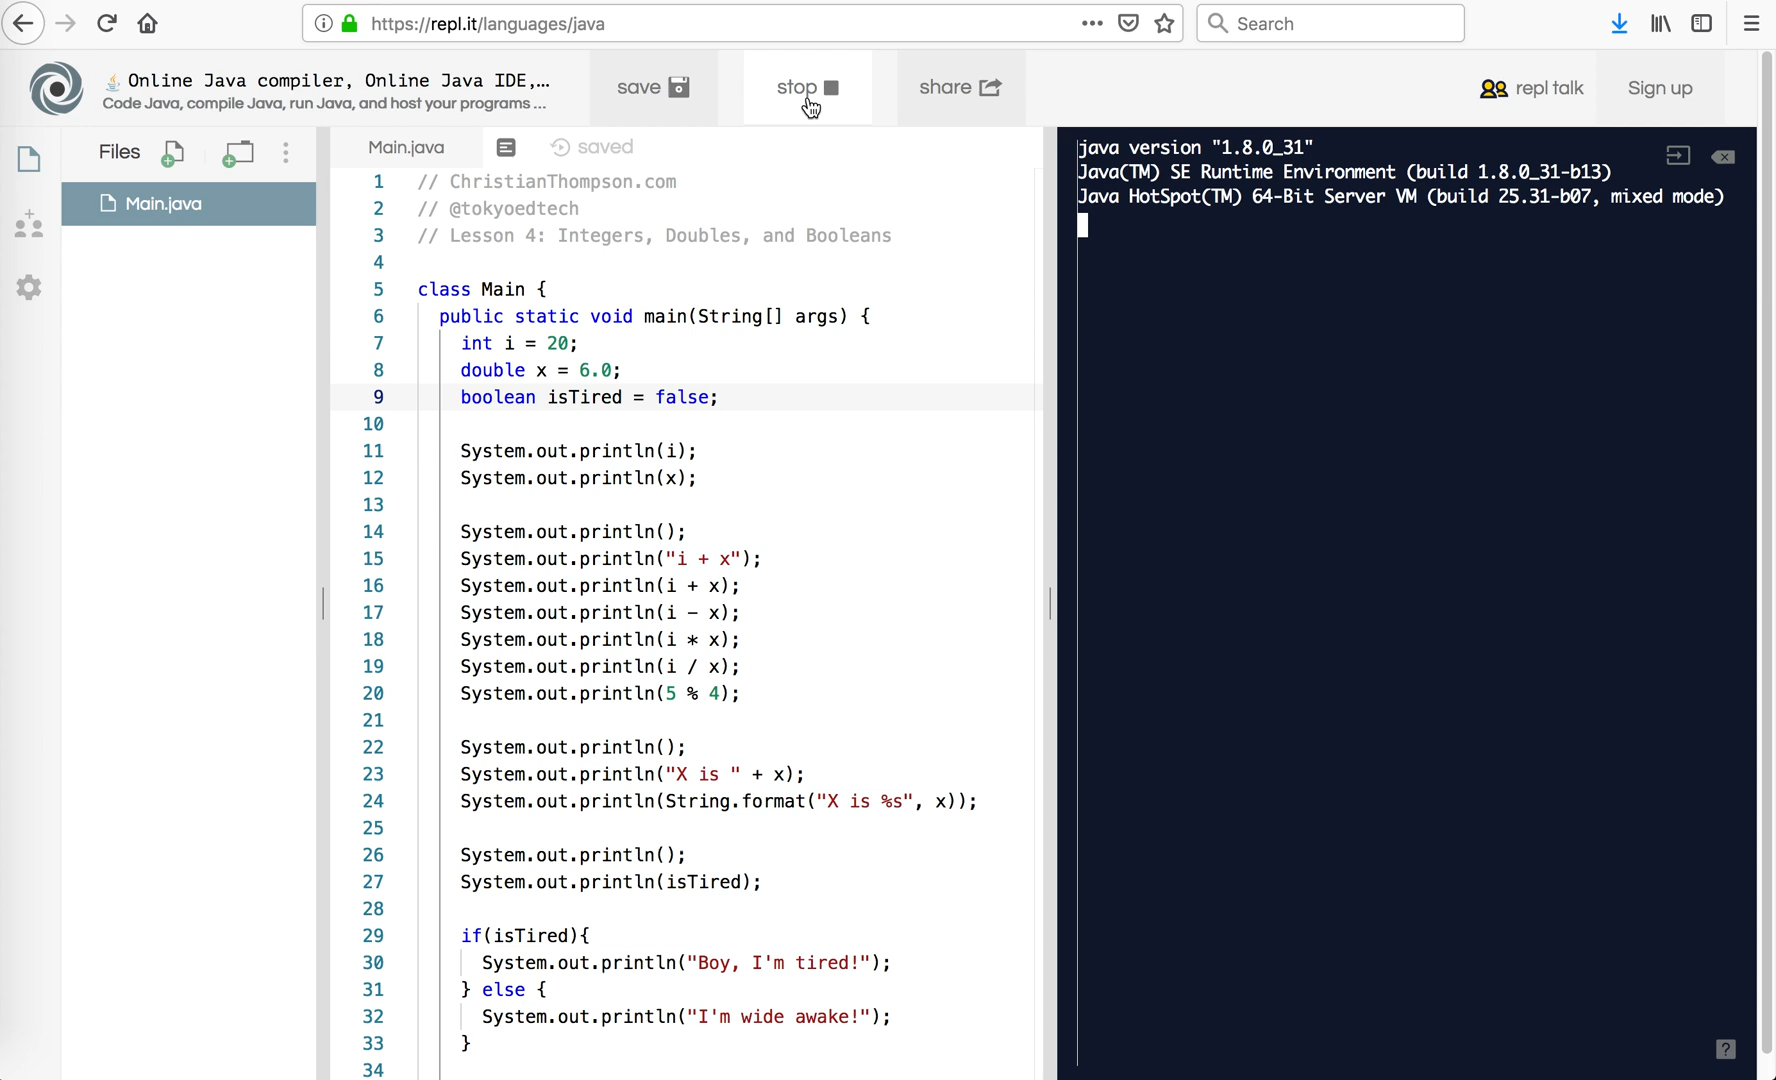 https://repl.it/languages/java
Search
Online Java compiler, Online Java IDE,...
Code Java, compile Java, run Java, and host your programs ...
save
stop
share
repl talk
Sign up
Files
Main.java
Main.java
saved
1 // ChristianThompson.com
2 // @tokyoedtech
3 // Lesson 4: Integers, Doubles, and Booleans
4
5 class Main {
6 public static void main(String[] args) {
7 int i = 20;
8 double x = 6.0;
9 boolean isTired = false;
10
11 System.out.println(i);
12 System.out.println(x);
13
14 System.out.println();
15 System.out.println("i + x");
16 System.out.println(i + x);
17 System.out.println(i - x);
18 System.out.println(i * x);
19 System.out.println(i / x);
20 System.out.println(5 % 4);
21
22 System.out.println();
23 System.out.println("X is " + x);
24 System.out.println(String.format("X is %s", x));
25
26 System.out.println();
27 System.out.println(isTired);
28
29 if(isTired){
30 System.out.println("Boy, I'm tired!");
31 } else {
32 System.out.println("I'm wide awake!");
33 }
34
java version "1.8.0_31"
Java(TM) SE Runtime Environment (build 1.8.0_31-b13)
Java HotSpot(TM) 64-Bit Server VM (build 25.31-b07, mixed mode)
?